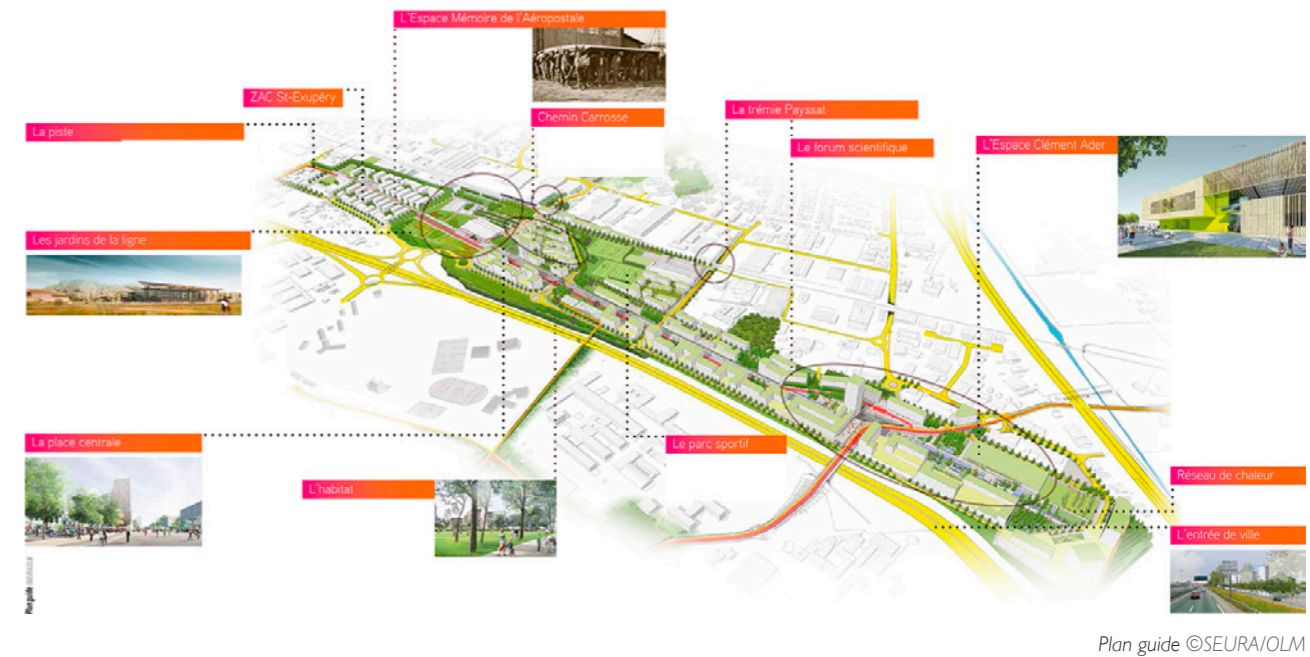 L'Espace Mémoire de l'Aéropostale
ZAC St-Exupéry
Chemin Carrosse
La trémie Payssat
La piste
Le forum scientifique
L'Espace Clément Ader
Les jardins de la ligne
La place centrale
Le parc sportif
L'habitat
Réseau de chaleur
L'entrée de ville
Plan guide
Plan guide ©SEURA/OLM